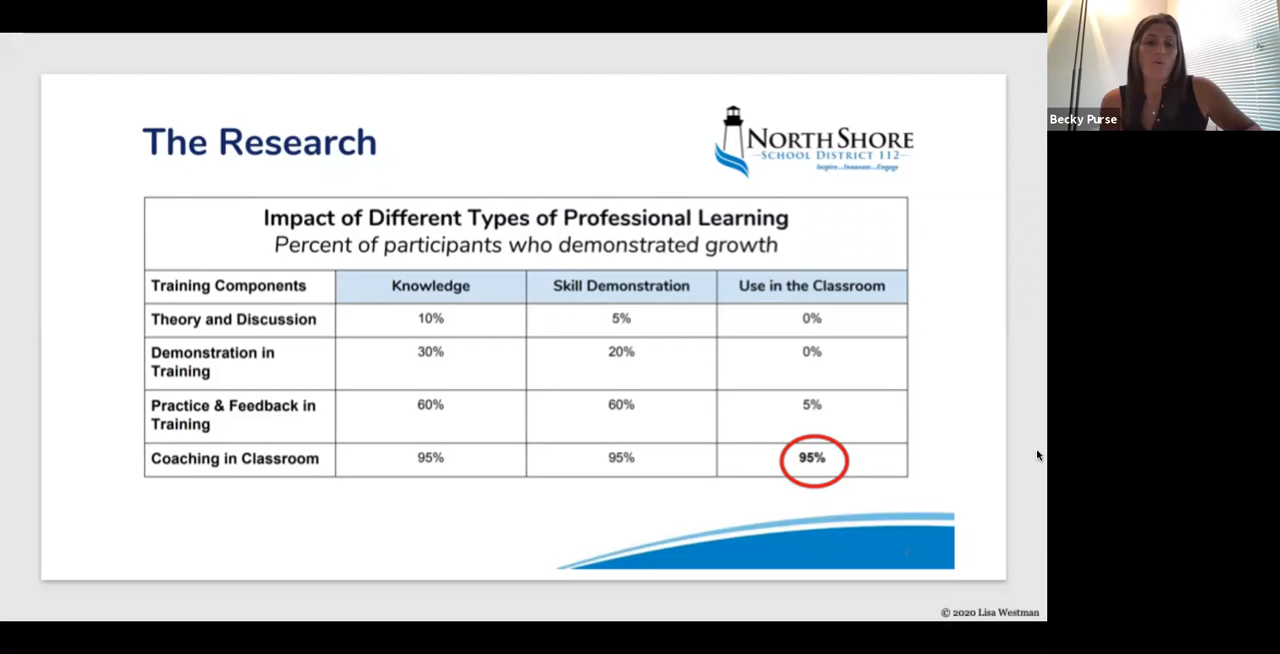 The Research
NORTH SHORE
SCHOOL DISTRICT 112
Inspire...Innovate...Engage
Impact of Different Types of Professional Learning
Percent of participants who demonstrated growth
Training Components Knowledge Skill Demonstration Use in the Classroom
Theory and Discussion 10% 5% 0%
Demonstration in
Training 30% 20% 0%
Practice & Feedback in
Training 60% 60% 5%
Coaching in Classroom 95% 95% 95%
© 2020 Lisa Westman
Becky Purse